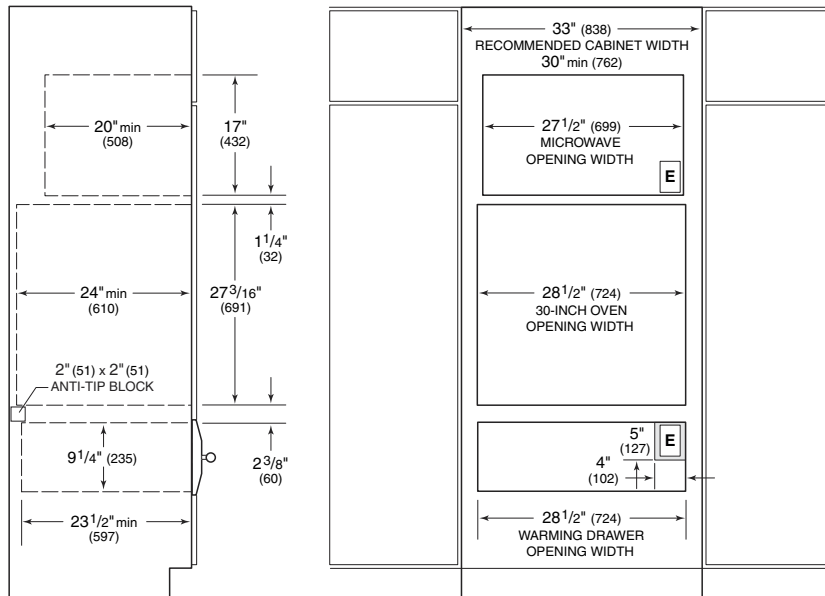 20" min
(508)
17"
(432)
1 1/4"
(32)
24" min
(610)
27 3/16"
(691)
2" (51) x 2" (51)
ANTI-TIP BLOCK
9 1/4" (235)
2 3/8"
(60)
23 1/2" min
(597)
33" (838)
RECOMMENDED CABINET WIDTH
30" min (762)
27 1/2" (699)
MICROWAVE
OPENING WIDTH
E
28 1/2" (724)
30-INCH OVEN
OPENING WIDTH
5"
(127)
E
4"
(102)
28 1/2" (724)
WARMING DRAWER
OPENING WIDTH